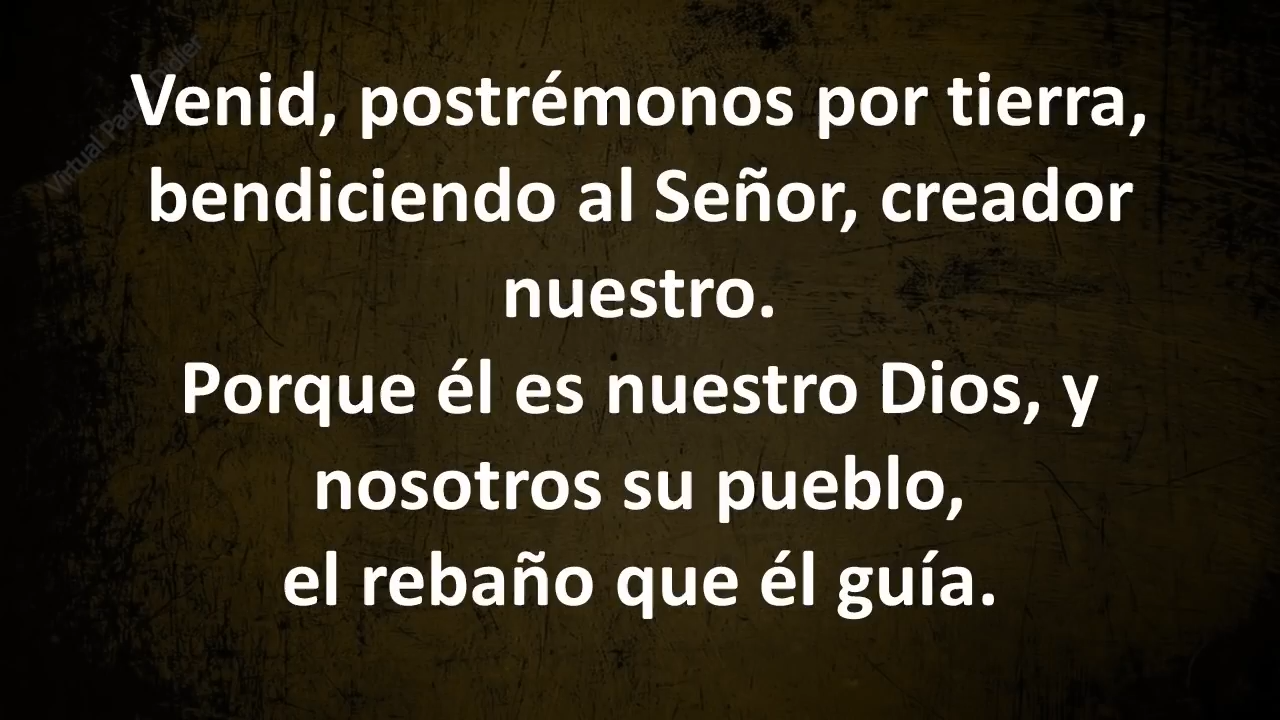 Venid, postrémonos por tierra,
bendiciendo al Señor, creador
nuestro.
Porque él es nuestro Dios, y
nosotros su pueblo,
el rebaño que él guía.